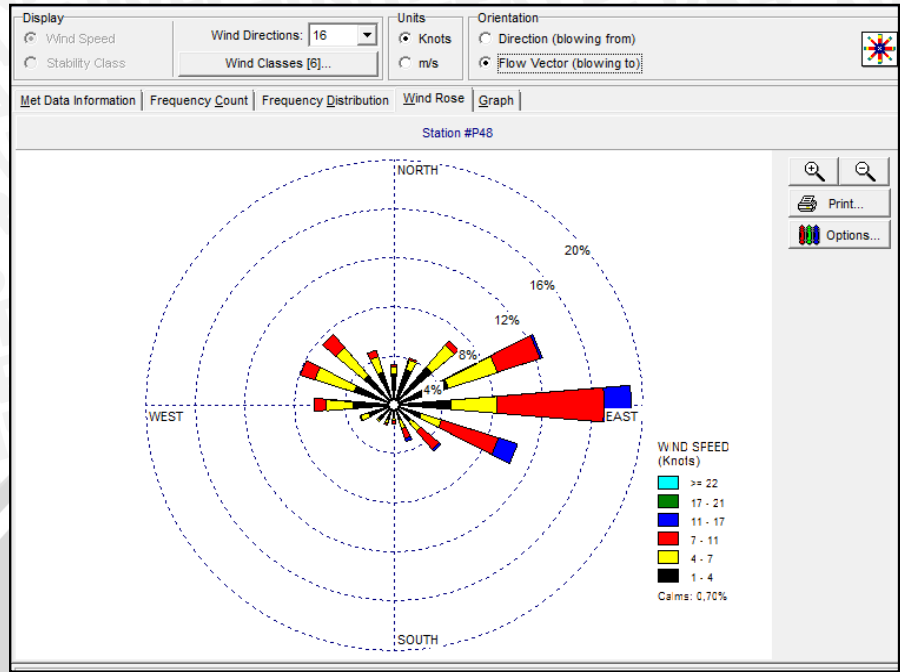 Display
Wind Speed
Stability Class
Wind Directions: 16
Wind Classes [6]...
Units
Knots
m/s
Orientation
Direction (blowing from)
Flow Vector (blowing to)
Met Data Information Frequency Count Frequency Distribution Wind Rose Graph
Station #P48
NORTH
20%
16%
12%
8%
4%
WEST
EAST
SOUTH
WIND SPEED
(Knots)
>= 22
17 - 21
11 - 17
7 - 11
4 - 7
1 - 4
Calms: 0,70%
Print...
Options...